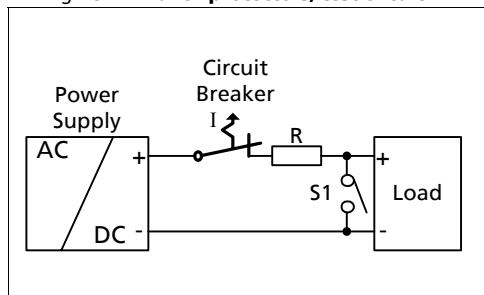 Circuit
Breaker
Power
Supply
I
R
AC
+
+
S1
Load
DC
-
-